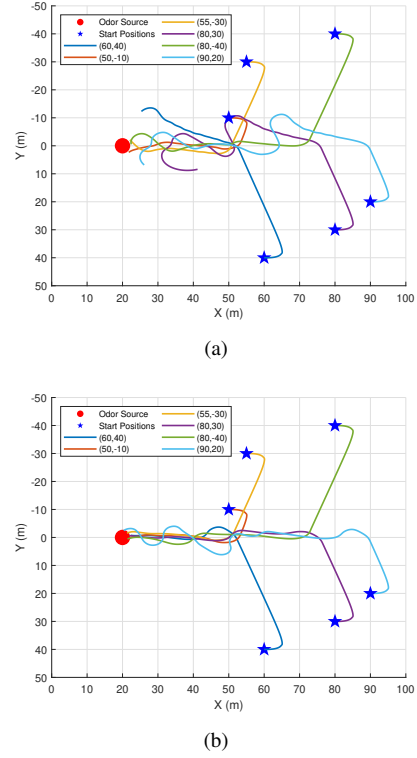 -50
-40
-30
-20
-10
0
10
20
30
40
50
Y (m)
Odor Source
Start Positions
(60,40)
(50,-10)
(55,-30)
(80,30)
(80,-40)
(90,20)
0 10 20 30 40 50 60 70 80 90 100
X (m)
(a)
-50
-40
-30
-20
-10
0
10
20
30
40
50
Y (m)
Odor Source
Start Positions
(60,40)
(50,-10)
(55,-30)
(80,30)
(80,-40)
(90,20)
0 10 20 30 40 50 60 70 80 90 100
X (m)
(b)